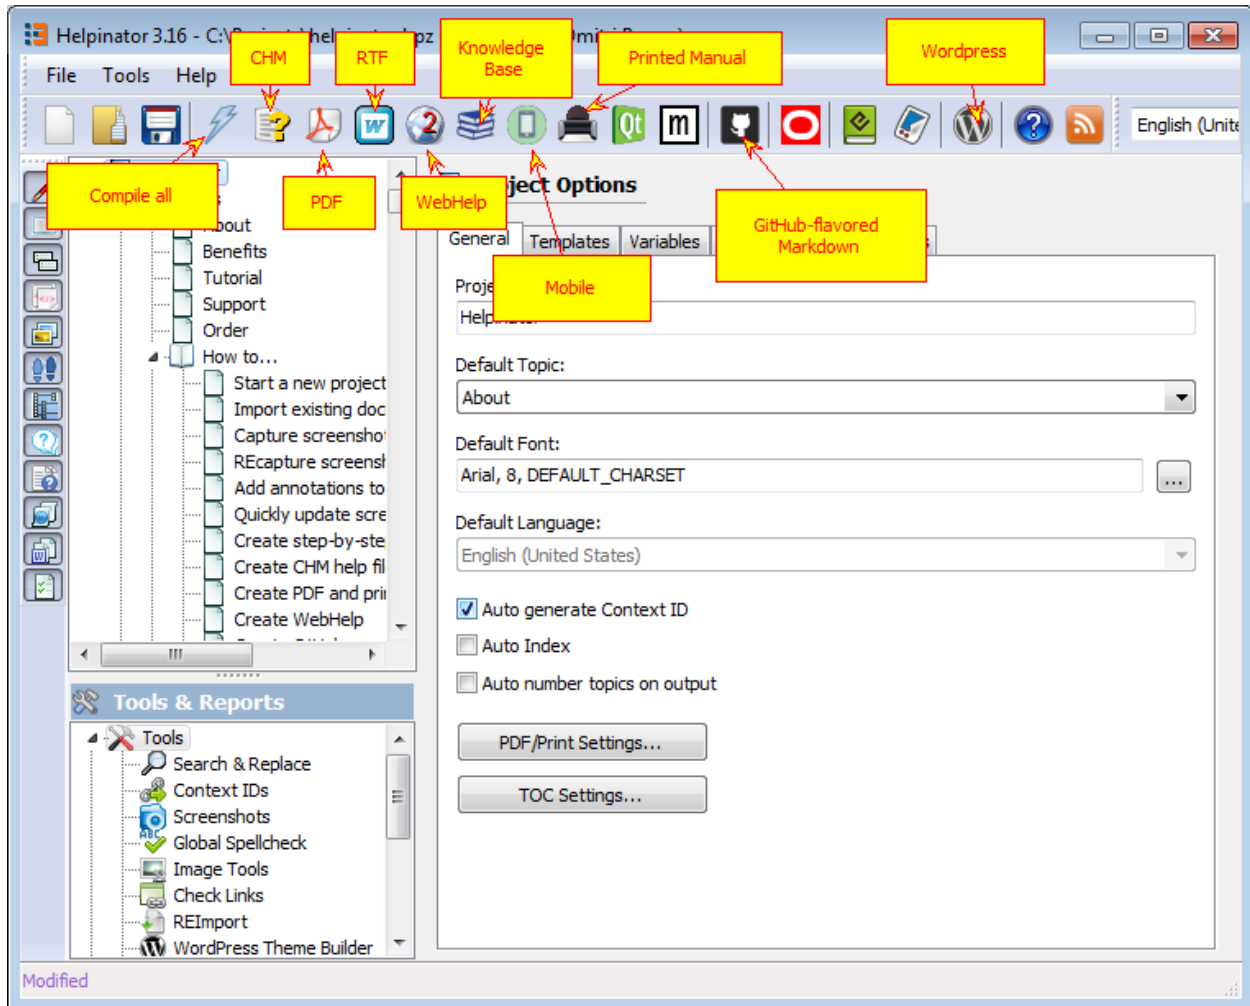 Helpinator 3.16 - C:\
CHM
RTF
Knowledge
Base
Printed Manual
Wordpress
File Tools Help
English (Unite
Compile all
PDF
WebHelp
Mobile
GitHub-flavored
Markdown
About
Benefits
Tutorial
Support
Order
How to...
Start a new project
Import existing doc
Capture screensho
REcapture screensh
Add annotations to
Quickly update scre
Create step-by-ste
Create CHM help fil
Create PDF and prin
Create WebHelp
Tools & Reports
Tools
Search & Replace
Context IDs
Screenshots
Global Spellcheck
Image Tools
Check Links
REImport
WordPress Theme Builder
Project Options
General Templates Variables
Default Topic:
About
Default Font:
Arial, 8, DEFAULT_CHARSET
...
Default Language:
English (United States)
Auto generate Context ID
Auto Index
Auto number topics on output
PDF/Print Settings...
TOC Settings...
Modified